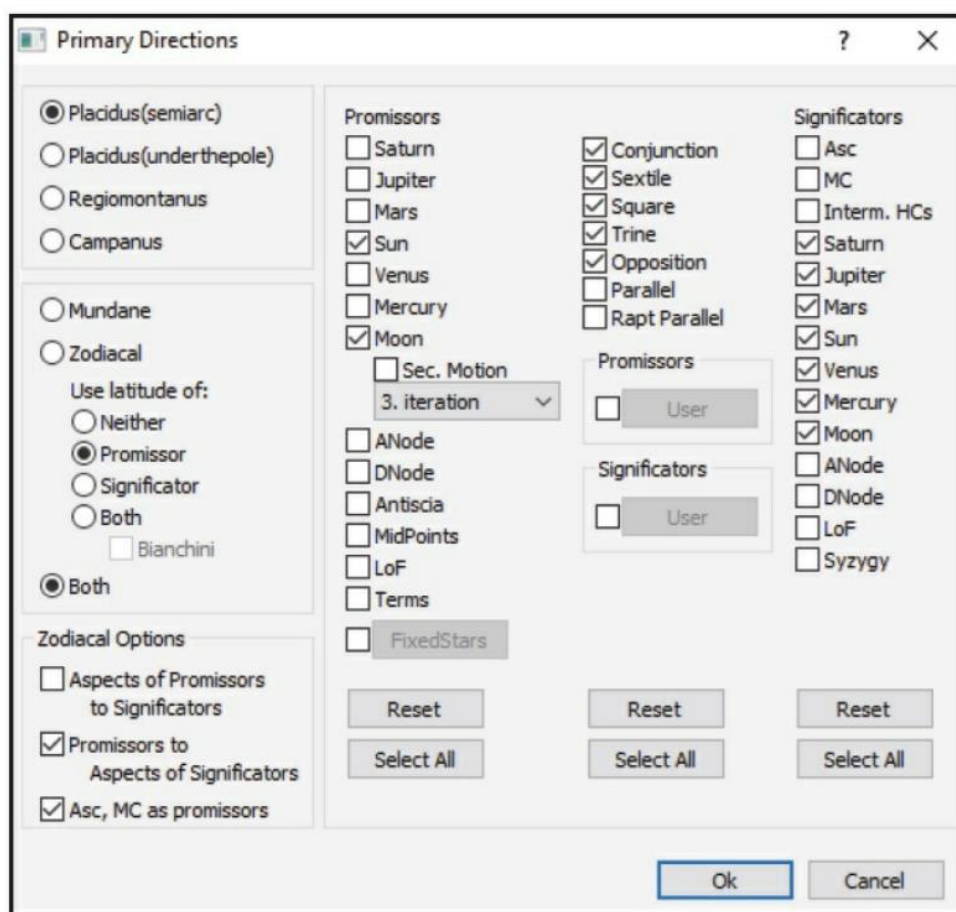 Primary Directions
?
Placidus(semiarc)
Placidus(underthepole)
Regiomontanus
Campanus
Mundane
Zodiacal
Use latitude of:
Neither
Promissor
Significator
Both
Bianchini
Both
Zodiacal Options
Aspects of Promissors
to Significators
Promissors to
Aspects of Significators
Asc, MC as promissors
Promissors
Saturn
Jupiter
Mars
Sun
Venus
Mercury
Moon
Sec. Motion
3. iteration
ANode
DNode
Antiscia
MidPoints
LoF
Terms
FixedStars
Reset
Select All
Conjunction
Sextile
Square
Trine
Opposition
Parallel
Rapt Parallel
Promissors
User
Significators
User
Reset
Select All
Significators
Asc
MC
Interm. HCs
Saturn
Jupiter
Mars
Sun
Venus
Mercury
Moon
ANode
DNode
LoF
Syzygy
Reset
Select All
Ok
Cancel